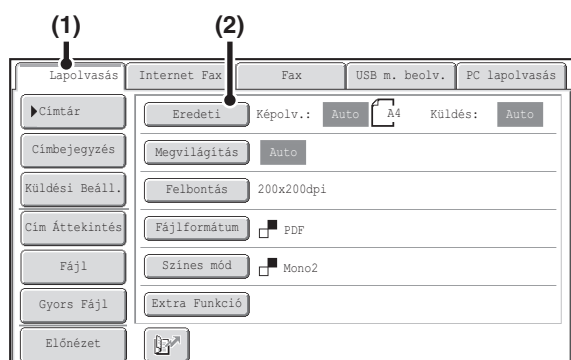 (1) (2)
Lapolvasás Internet Fax Fax USB m. beolv. PC lapolvasás
Címtár Eredeti Képolv.: Auto A4 Küldés: Auto
Címbejegyzés Megvilágítás Auto
Küldési Beáll. Felbontás 200x200dpi
Cím Áttekintés Fájlformátum PDF
Fájl Színes mód Mono2
Gyors Fájl Extra Funkció
Előnézet